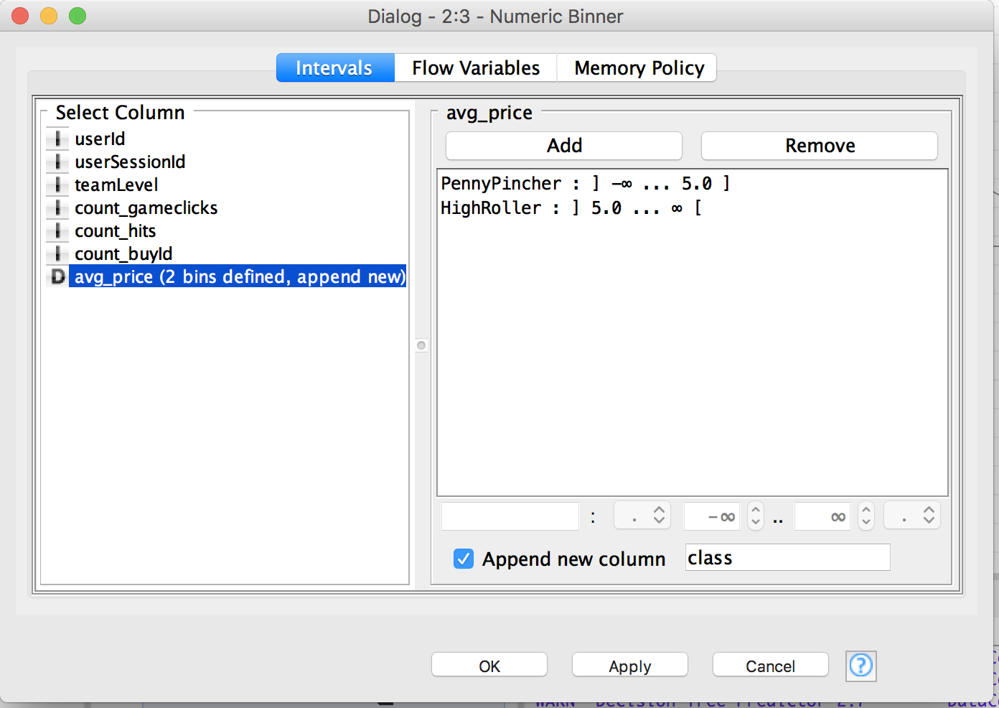 Dialog - 2:3 - Numeric Binner
Intervals
Flow Variables
Memory Policy
Select Column
I userId
I userSessionId
I teamLevel
I count_gameclicks
I count_hits
I count_buyId
D avg_price (2 bins defined, append new)
avg_price
Add
Remove
PennyPincher : ] -∞ ... 5.0 ]
HighRoller : ] 5.0 ... ∞ [
: . -∞ .. ∞ .
Append new column class
OK
Apply
Cancel
?